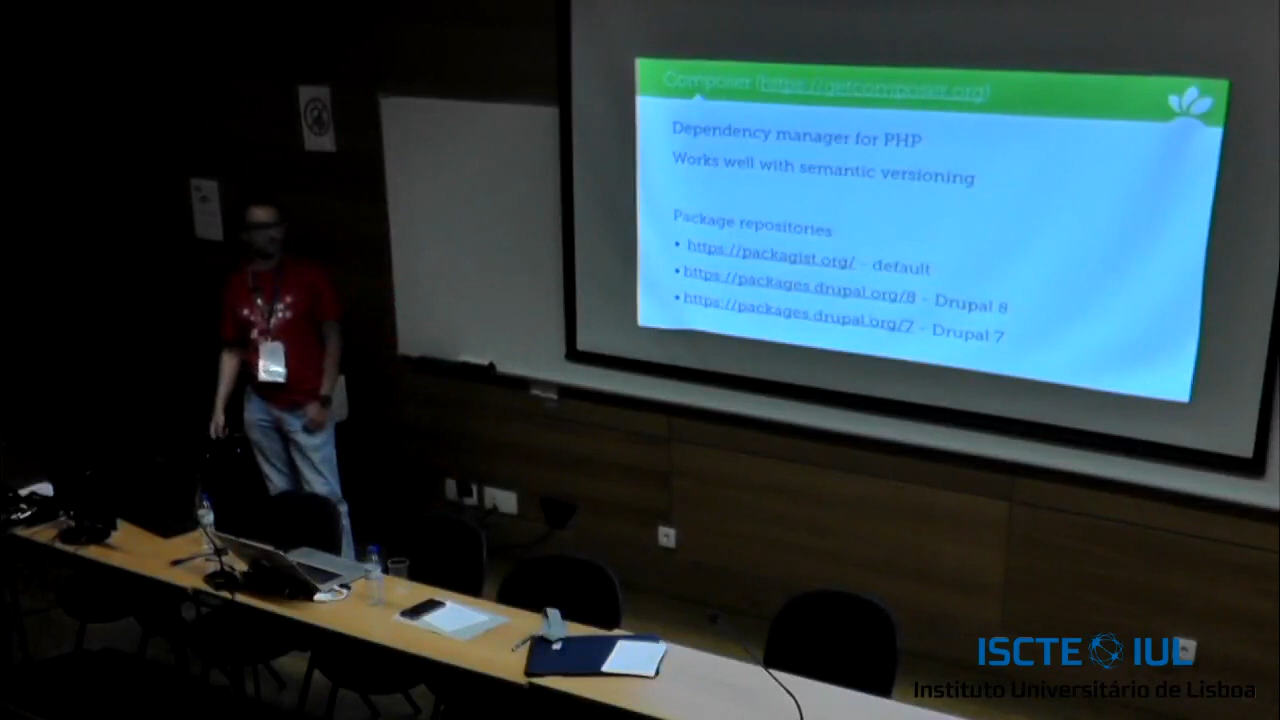 Composer (https://getcomposer.org)
Dependency manager for PHP
Works well with semantic versioning
Package repositories
• https://packagist.org/ - default
• https://packages.drupal.org/8 - Drupal 8
• https://packages.drupal.org/7 - Drupal 7
ISCTE IUL
Instituto Universitário de Lisboa